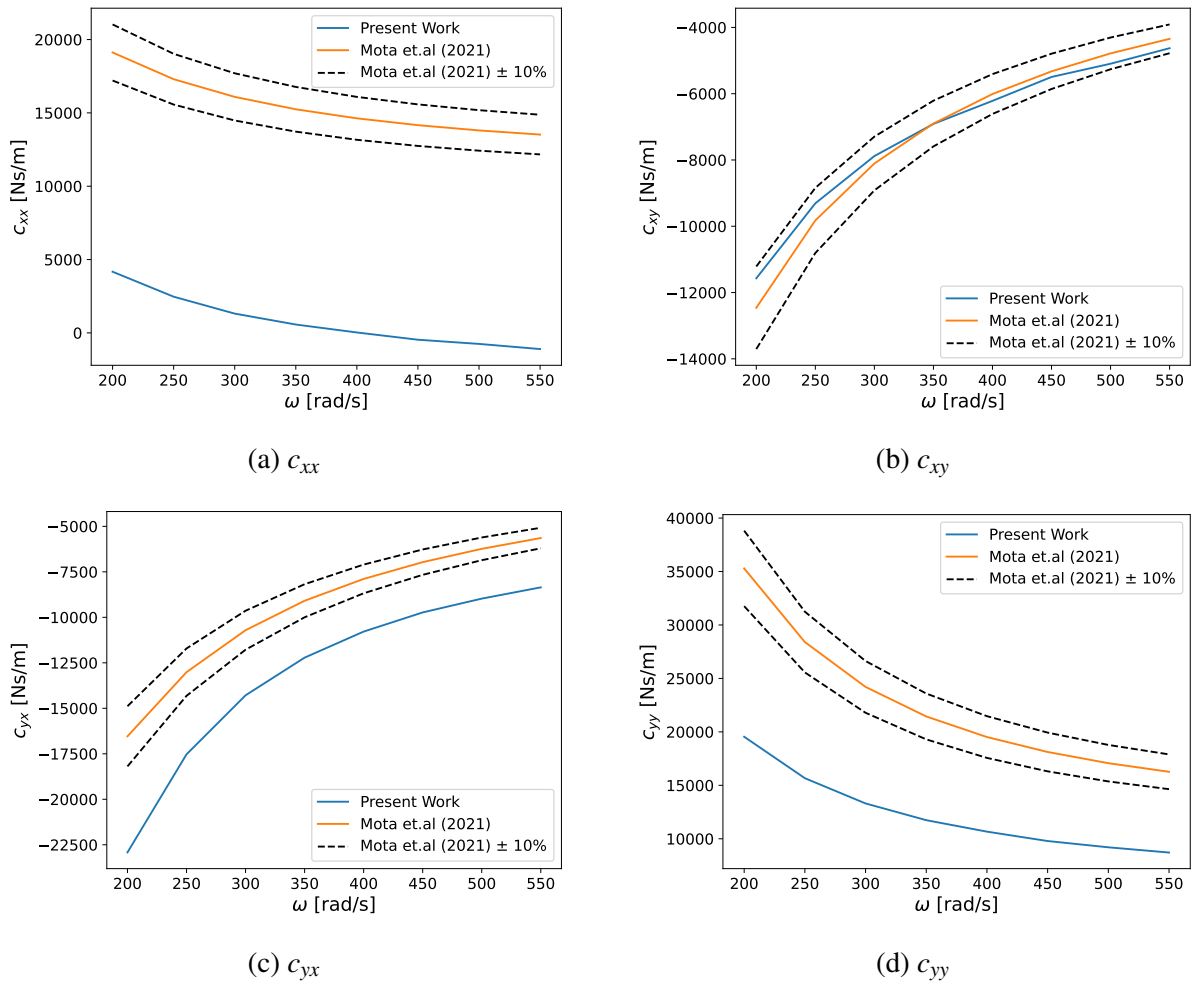 20000
15000
10000
5000
0
c_xx [Ns/m]
Present Work
Mota et.al (2021)
Mota et.al (2021) ± 10%
200 250 300 350 400 450 500 550
ω [rad/s]
(a) c_xx
−4000
−6000
−8000
−10000
−12000
−14000
c_xy [Ns/m]
Present Work
Mota et.al (2021)
Mota et.al (2021) ± 10%
200 250 300 350 400 450 500 550
ω [rad/s]
(b) c_xy
−5000
−7500
−10000
−12500
−15000
−17500
−20000
−22500
c_yx [Ns/m]
Present Work
Mota et.al (2021)
Mota et.al (2021) ± 10%
200 250 300 350 400 450 500 550
ω [rad/s]
(c) c_yx
40000
35000
30000
25000
20000
15000
10000
c_yy [Ns/m]
Present Work
Mota et.al (2021)
Mota et.al (2021) ± 10%
200 250 300 350 400 450 500 550
ω [rad/s]
(d) c_yy